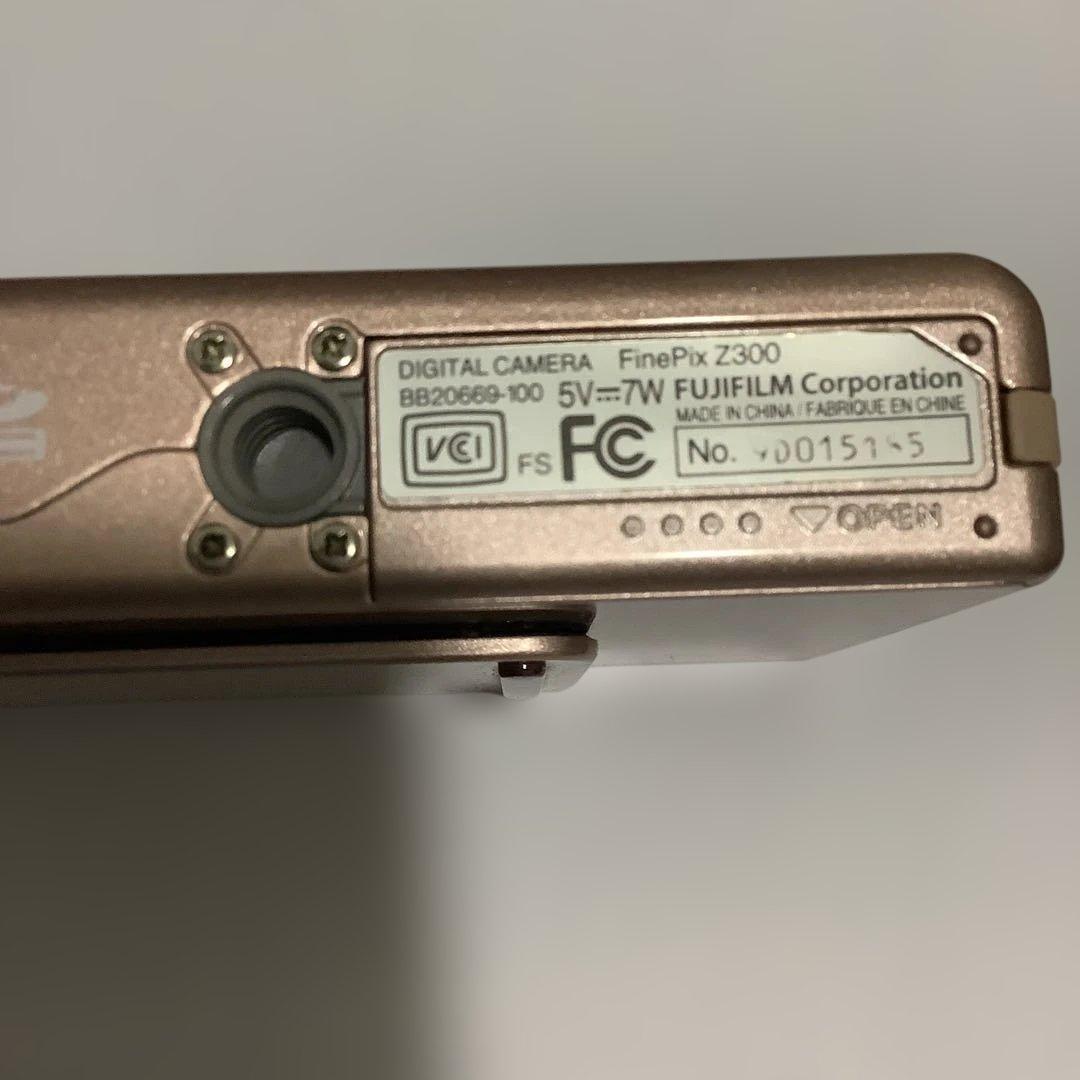 DIGITAL CAMERA FinePix Z300
BB20669-100 5V⎓7W FUJIFILM Corporation
MADE IN CHINA / FABRIQUE EN CHINE
VCCI FS FC No.
▽OPEN